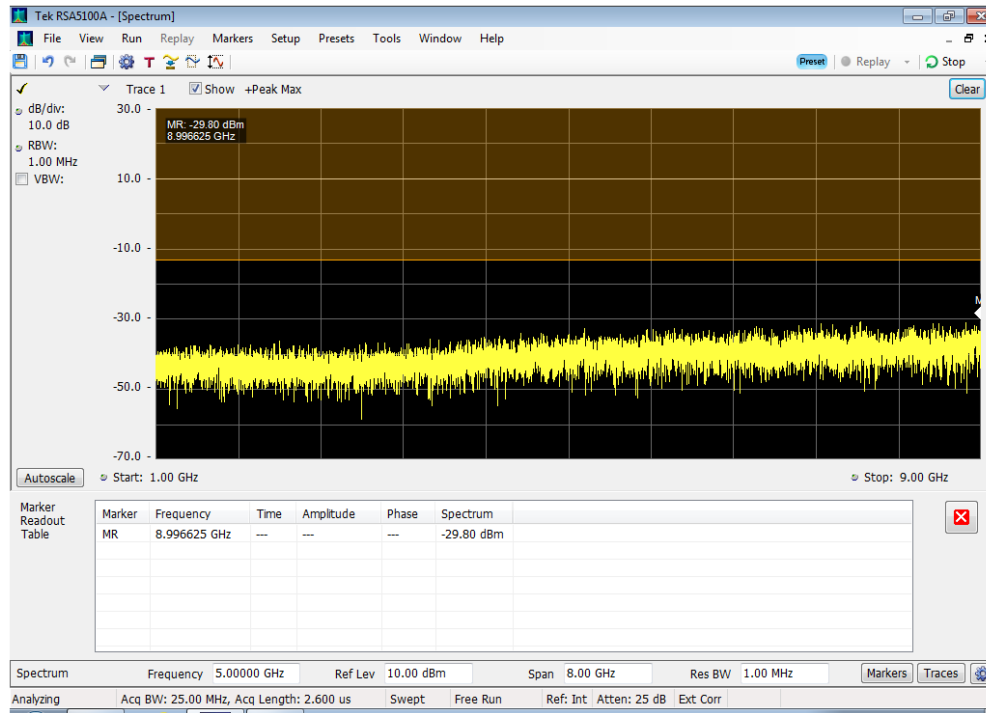 Tek RSA5100A - [Spectrum]
File View Run Replay Markers Setup Presets Tools Window Help
T Preset Replay Stop
Trace 1 Show +Peak Max Clear
dB/div:
10.0 dB
RBW:
1.00 MHz
VBW:
30.0
MR: -29.80 dBm
8.996625 GHz
10.0
-10.0
M
-30.0
-50.0
-70.0
Autoscale Start: 1.00 GHz Stop: 9.00 GHz
Marker
Readout
Table
Marker Frequency Time Amplitude Phase Spectrum
MR 8.996625 GHz --- --- --- -29.80 dBm
Spectrum Frequency 5.00000 GHz Ref Lev 10.00 dBm Span 8.00 GHz Res BW 1.00 MHz Markers Traces
Analyzing Acq BW: 25.00 MHz, Acq Length: 2.600 us Swept Free Run Ref: Int Atten: 25 dB Ext Corr